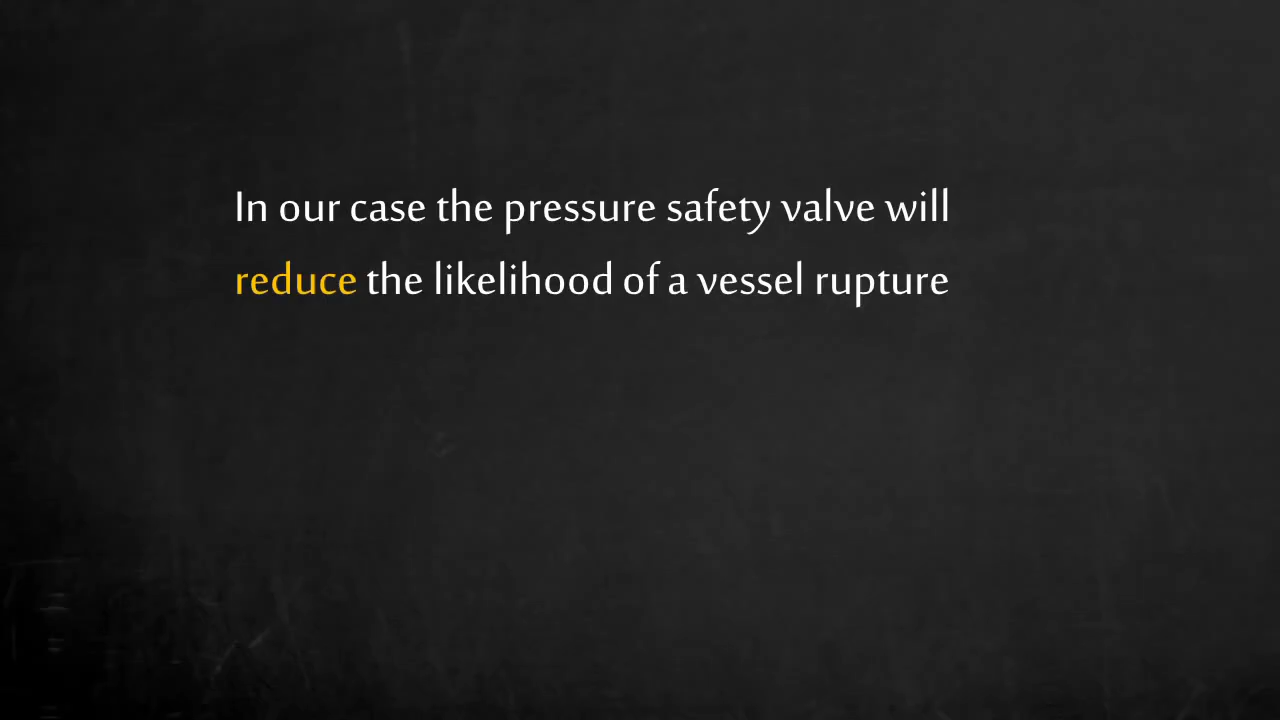 In our case the pressure safety valve will
reduce the likelihood of a vessel rupture